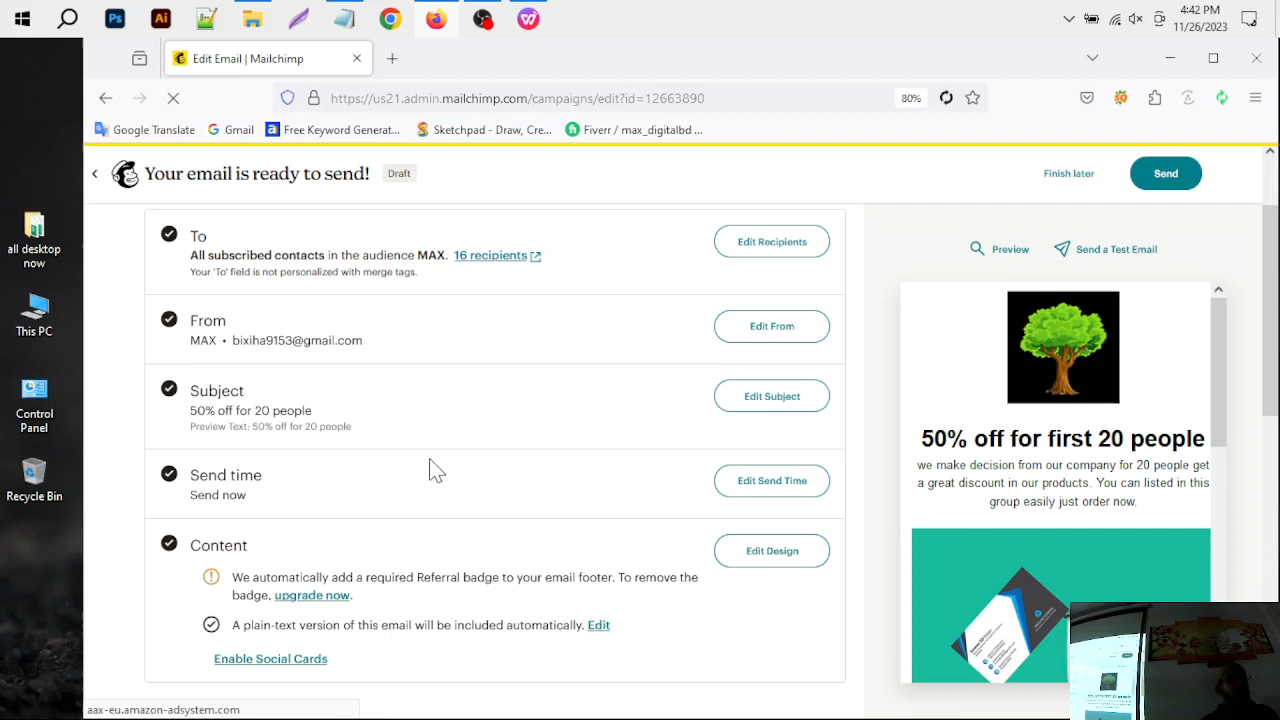 4:42 PM
11/26/2023
Edit Email | Mailchimp
https://us21.admin.mailchimp.com/campaigns/edit?id=12663890
80%
Google Translate
Gmail
Free Keyword Generat...
Sketchpad - Draw, Cre...
Fiverr / max_digitalbd ...
Your email is ready to send!
Draft
Finish later
Send
To
All subscribed contacts in the audience MAX. 16 recipients
Your 'To' field is not personalized with merge tags.
Edit Recipients
From
MAX • bixiha9153@gmail.com
Edit From
Subject
50% off for 20 people
Preview Text: 50% off for 20 people
Edit Subject
Send time
Send now
Edit Send Time
Content
Edit Design
We automatically add a required Referral badge to your email footer. To remove the
badge, upgrade now.
A plain-text version of this email will be included automatically. Edit
Enable Social Cards
Preview
Send a Test Email
50% off for first 20 people
we make decision from our company for 20 people get
a great discount in our products. You can listed in this
group easily just order now.
all desktop
now
This PC
Control
Panel
Recycle Bin
aax-eu.amazon-adsystem.com
Ps
Ai